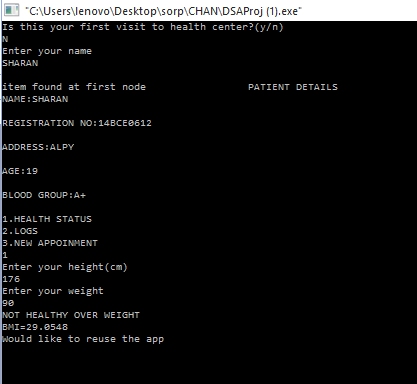 "C:\Users\lenovo\Desktop\sorp\CHAN\DSAProj (1).exe"
Is this your first visit to health center?(y/n)
N
Enter your name
SHARAN
item found at first node PATIENT DETAILS
NAME:SHARAN
REGISTRATION NO:14BCE0612
ADDRESS:ALPY
AGE:19
BLOOD GROUP:A+
1.HEALTH STATUS
2.LOGS
3.NEW APPOINMENT
1
Enter your height(cm)
176
Enter your weight
90
NOT HEALTHY OVER WEIGHT
BMI=29.0548
Would like to reuse the app